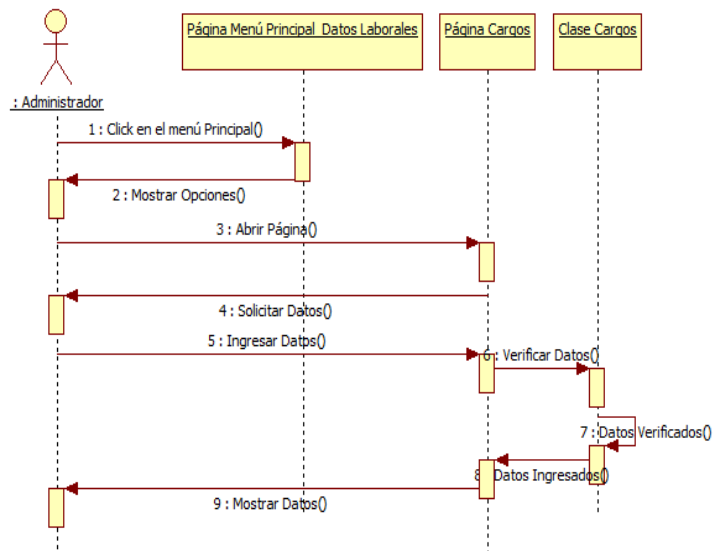 Página Menú Principal Datos Laborales
Página Cargos
Clase Cargos
: Administrador
1 : Click en el menú Principal()
2 : Mostrar Opciones()
3 : Abrir Página()
4 : Solicitar Datos()
5 : Ingresar Datos()
6 : Verificar Datos()
7 : Datos Verificados()
8 : Datos Ingresados()
9 : Mostrar Datos()